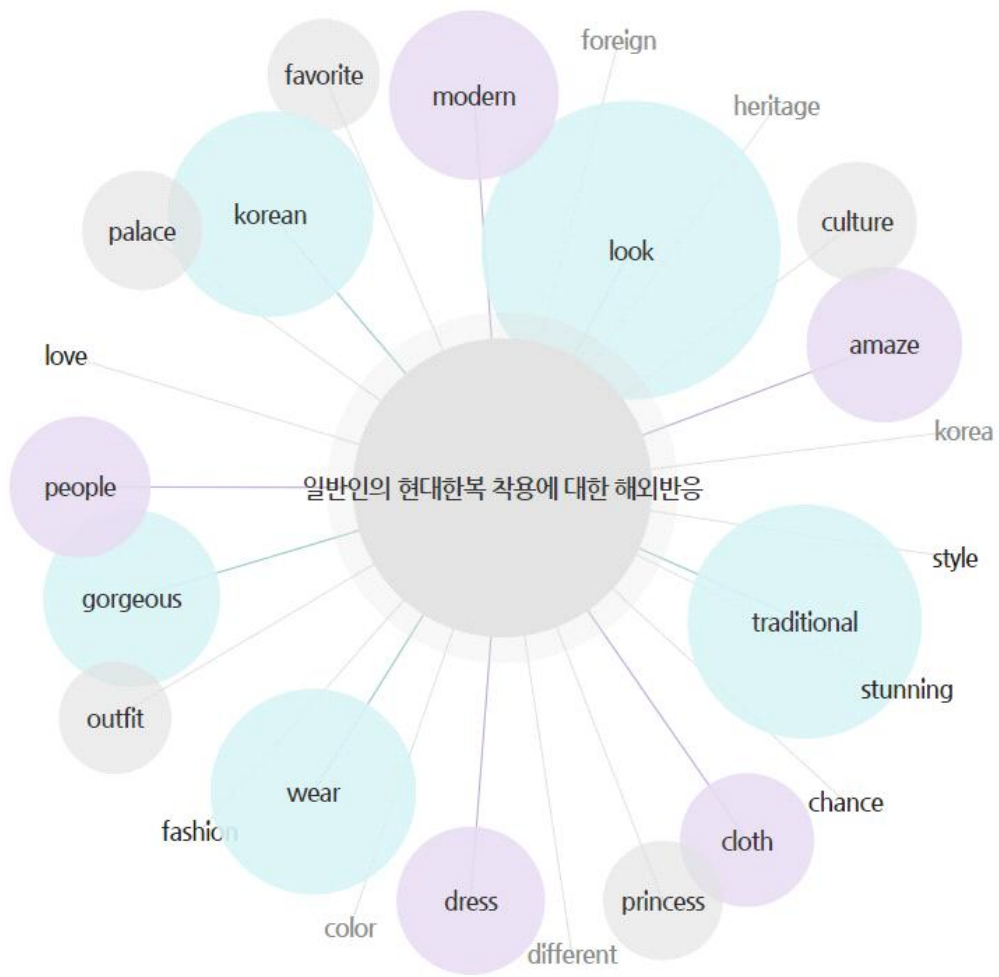 foreign
favorite
modern
heritage
korean
culture
palace
look
amaze
love
korea
people
일반인의 현대한복 착용에 대한 해외반응
style
gorgeous
traditional
stunning
outfit
wear
chance
fashion
cloth
dress
princess
color
different